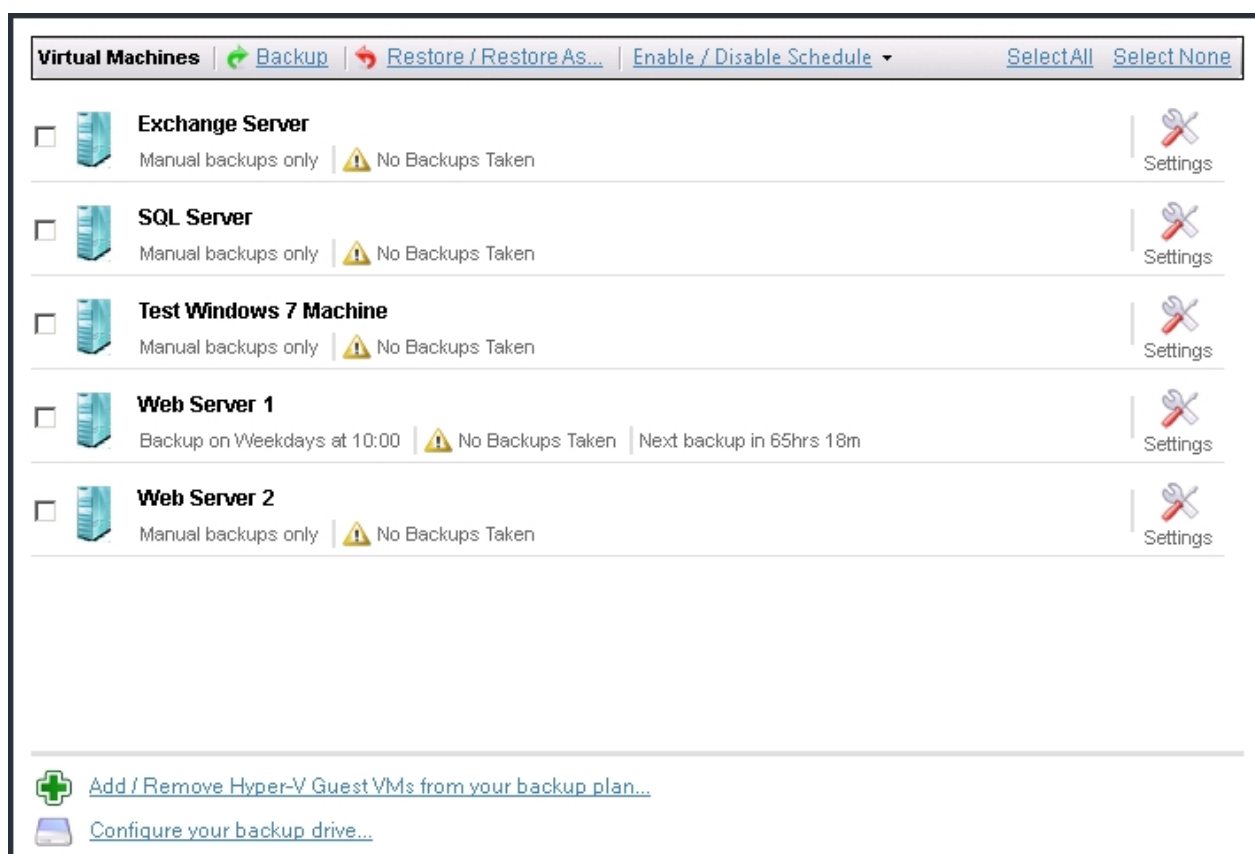 Virtual Machines Backup Restore / Restore As... Enable / Disable Schedule Select All Select None
Exchange Server
Manual backups only No Backups Taken Settings
SQL Server
Manual backups only No Backups Taken Settings
Test Windows 7 Machine
Manual backups only No Backups Taken Settings
Web Server 1
Backup on Weekdays at 10:00 No Backups Taken Next backup in 65hrs 18m Settings
Web Server 2
Manual backups only No Backups Taken Settings
Add / Remove Hyper-V Guest VMs from your backup plan...
Configure your backup drive...